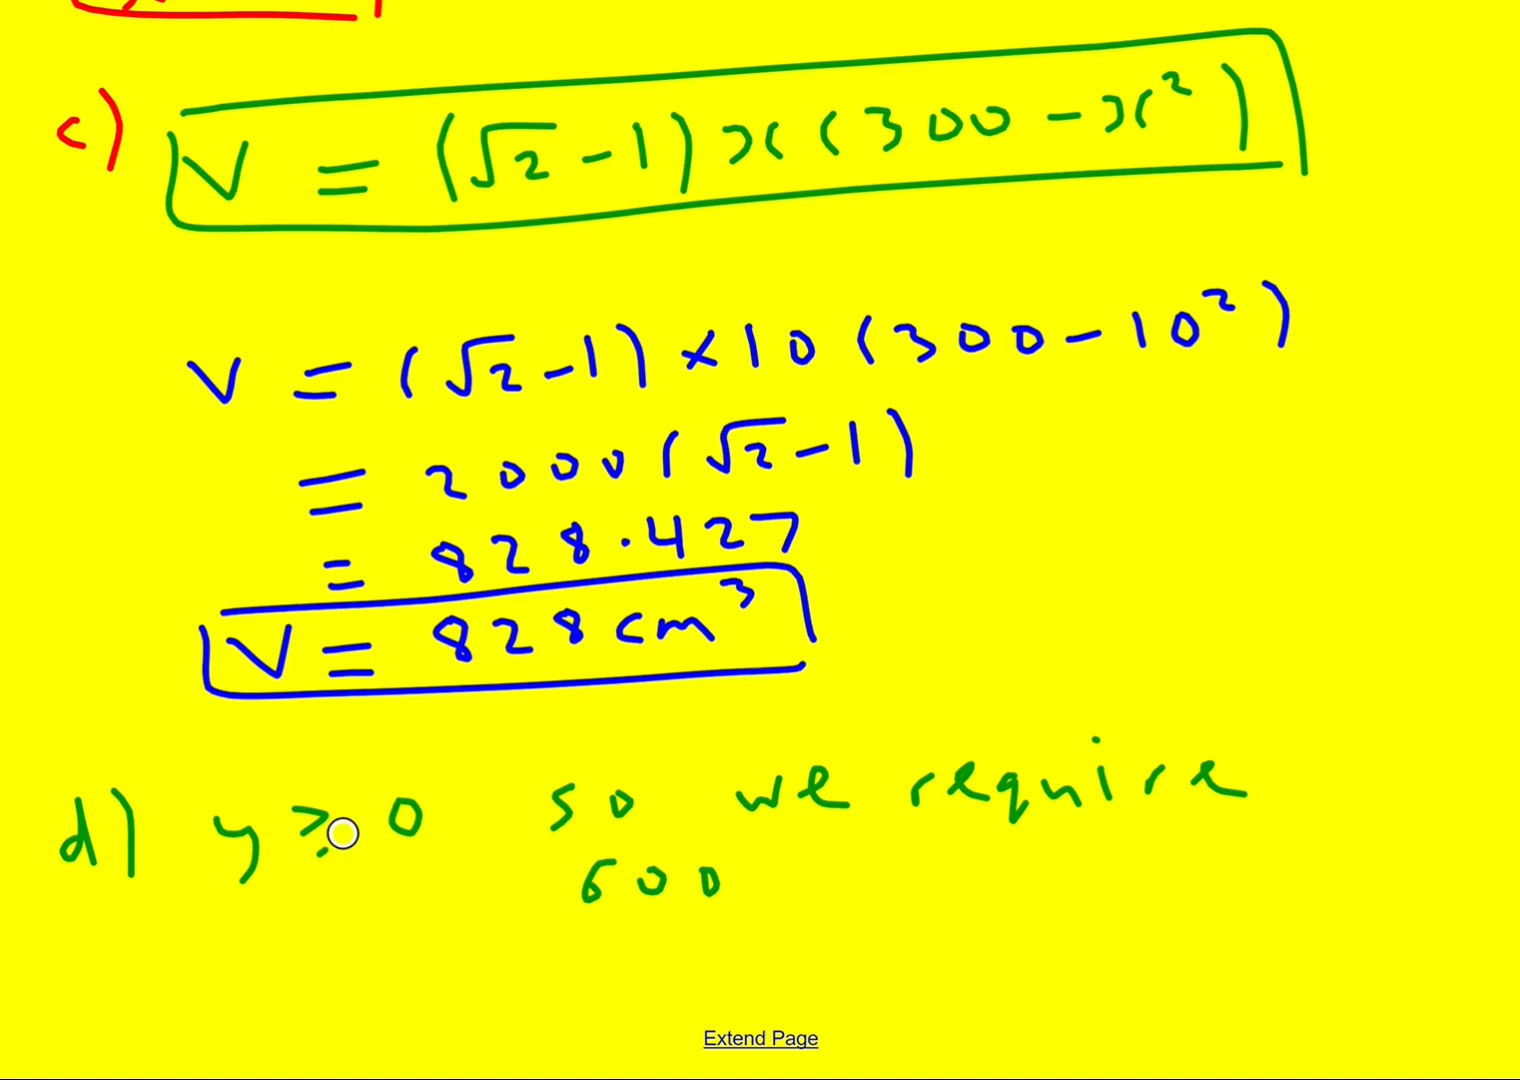 c) V = (√2 - 1) x (300 - x²)
V = (√2 - 1) × 10 (300 - 10²)
= 2000 (√2 - 1)
= 828.427
V = 828 cm³
d) y ≥ 0 so we require
600
Extend Page